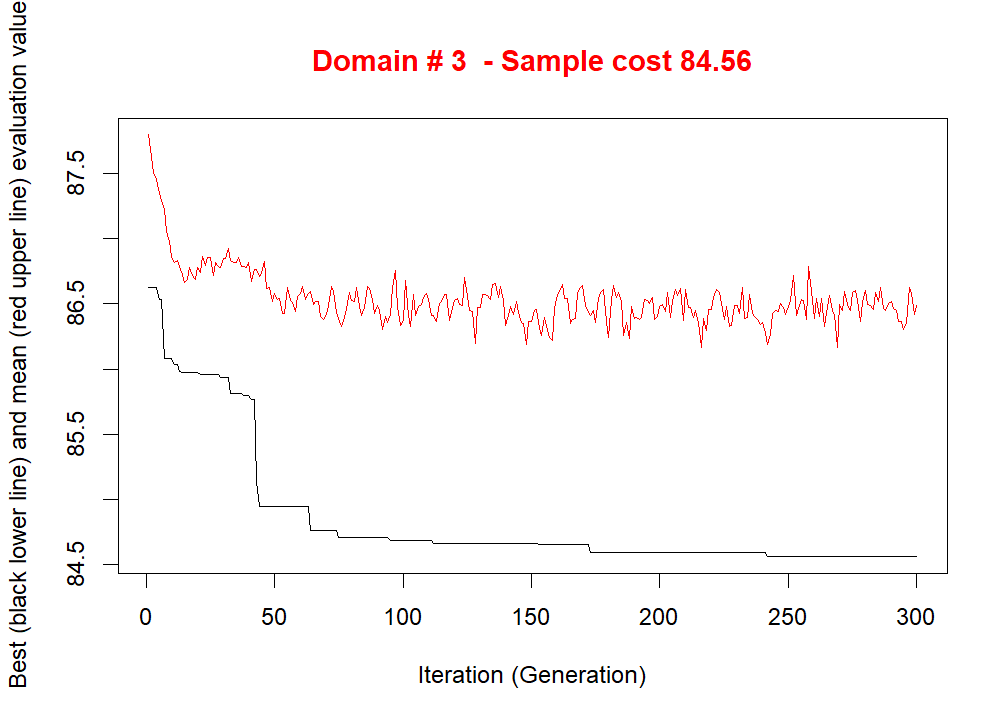 Domain # 3  - Sample cost 84.56
Best (black lower line) and mean (red upper line) evaluation value
87.5
86.5
85.5
84.5
0 50 100 150 200 250 300
Iteration (Generation)